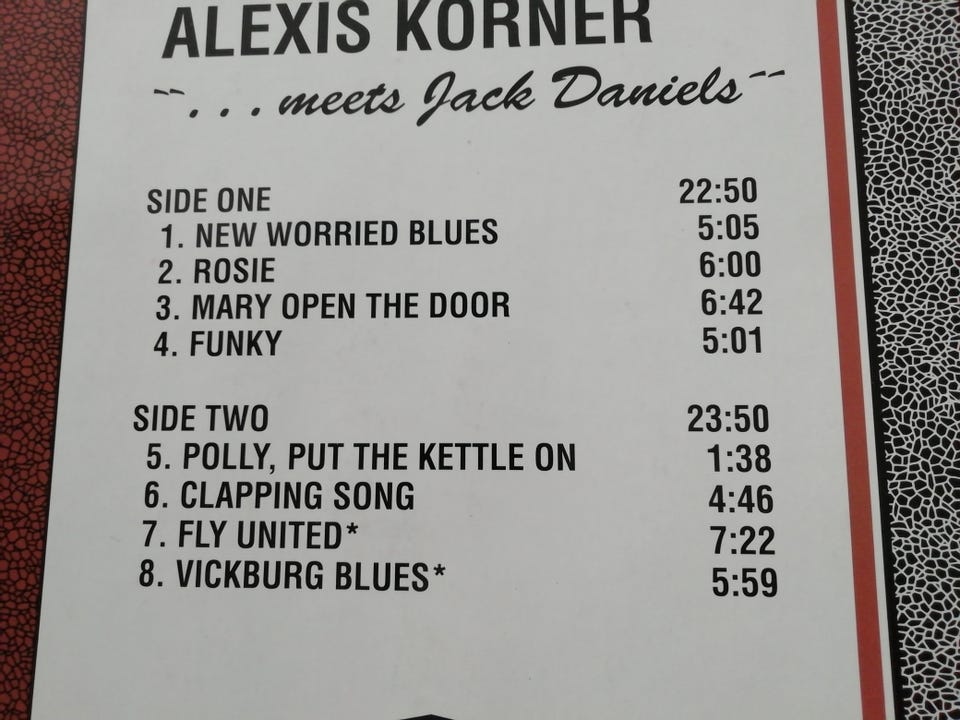 ALEXIS KORNER
``. . . meets Jack Daniels´´
SIDE ONE 22:50
1. NEW WORRIED BLUES 5:05
2. ROSIE 6:00
3. MARY OPEN THE DOOR 6:42
4. FUNKY 5:01
SIDE TWO 23:50
5. POLLY, PUT THE KETTLE ON 1:38
6. CLAPPING SONG 4:46
7. FLY UNITED* 7:22
8. VICKBURG BLUES* 5:59